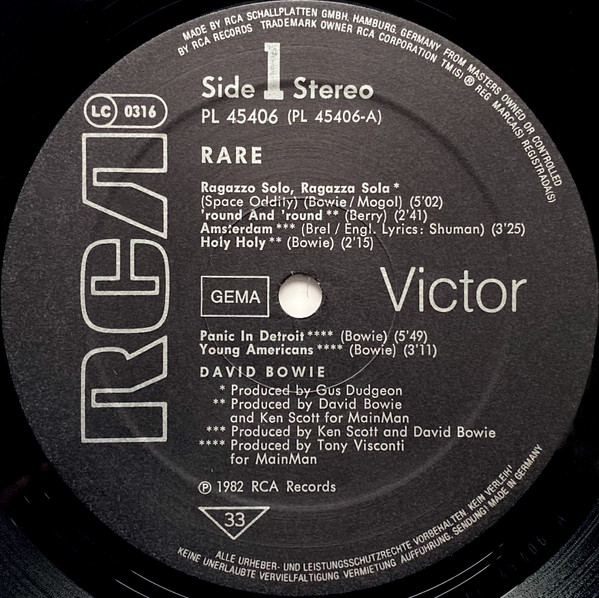 MADE BY RCA SCHALLPLATTEN GMBH, HAMBURG, GERMANY FROM MASTERS OWNED OR CONTROLLED
BY RCA RECORDS TRADEMARK OWNER RCA CORPORATION TM(S) ® REG MARCA(S) REGISTRADA(S)
Side 1 Stereo
LC 0316
PL 45406 (PL 45406-A)
RARE
RCA
Ragazzo Solo, Ragazza Sola *
(Space Oddity) (Bowie/Mogol) (5'02)
'round And 'round ** (Berry) (2'41)
Amsterdam *** (Brel / Engl. Lyrics: Shuman) (3'25)
Holy Holy ** (Bowie) (2'15)
GEMA
Victor
Panic In Detroit **** (Bowie) (5'49)
Young Americans **** (Bowie) (3'11)
DAVID BOWIE
* Produced by Gus Dudgeon
** Produced by David Bowie
and Ken Scott for MainMan
*** Produced by Ken Scott and David Bowie
**** Produced by Tony Visconti
for MainMan
℗ 1982 RCA Records
33
ALLE URHEBER- UND LEISTUNGSSCHUTZRECHTE VORBEHALTEN. KEIN VERLEIH!
KEINE UNERLAUBTE VERVIELFÄLTIGUNG VERMIETUNG AUFFÜHRUNG, SENDUNG! MADE IN GERMANY